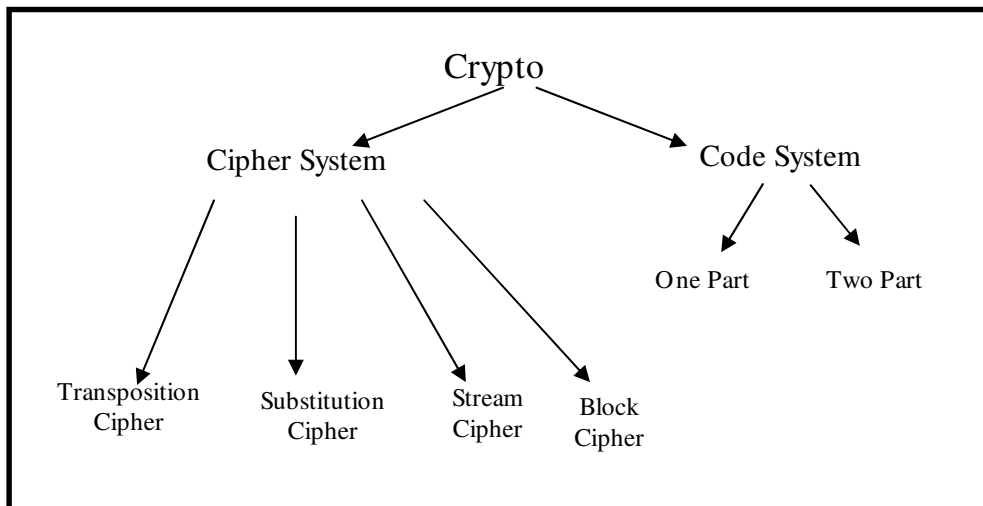 Crypto
Cipher System
Code System
One Part
Two Part
Transposition
Cipher
Substitution
Cipher
Stream
Cipher
Block
Cipher